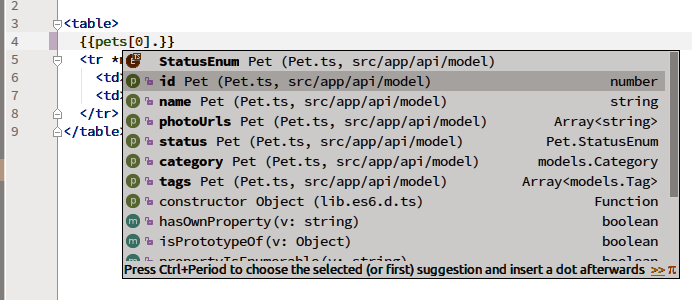 2
3 <table>
4 {{pets[0].}}
5 <tr *n
6 <td>
7 <td>
8 </tr>
9 </table>
StatusEnum Pet (Pet.ts, src/app/api/model)
id Pet (Pet.ts, src/app/api/model) number
name Pet (Pet.ts, src/app/api/model) string
photoUrls Pet (Pet.ts, src/app/api/model) Array<string>
status Pet (Pet.ts, src/app/api/model) Pet.StatusEnum
category Pet (Pet.ts, src/app/api/model) models.Category
tags Pet (Pet.ts, src/app/api/model) Array<models.Tag>
constructor Object (lib.es6.d.ts) Function
hasOwnProperty(v: string) boolean
isPrototypeOf(v: Object) boolean
propertyIsEnumerable(v: string) boolean
Press Ctrl+Period to choose the selected (or first) suggestion and insert a dot afterwards >> π